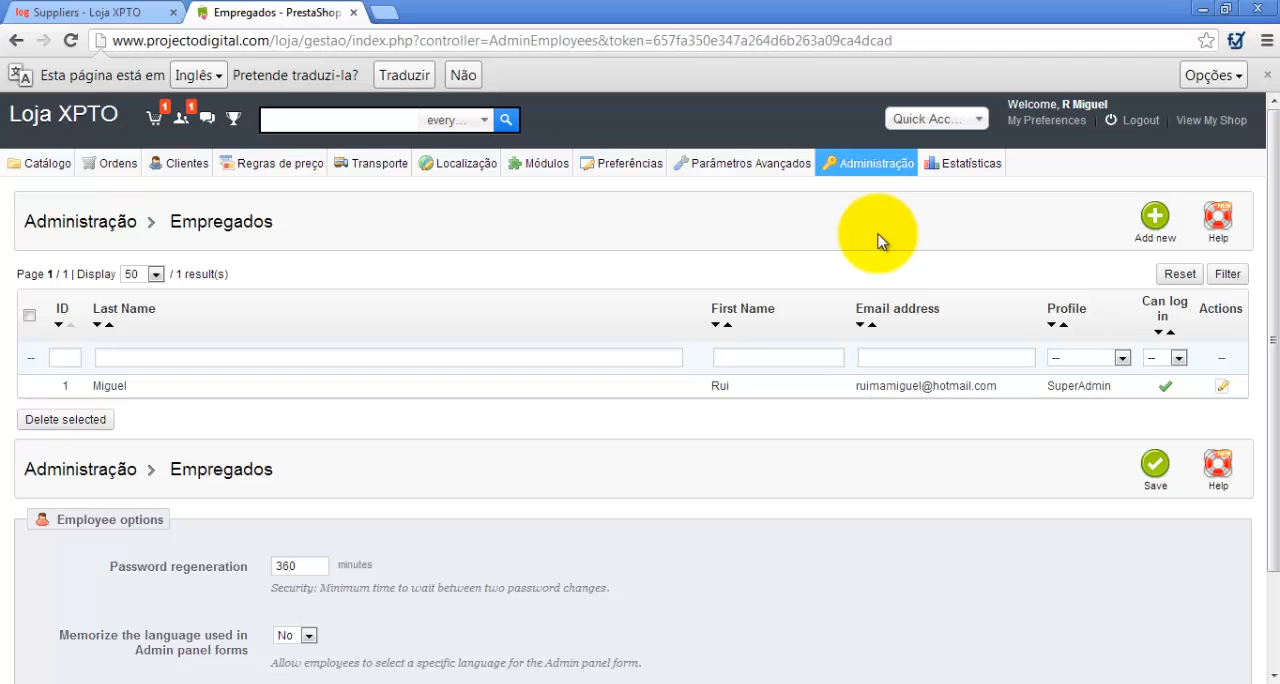 log Suppliers - Loja XPTO
Empregados - PrestaShop
www.projectodigital.com/loja/gestao/index.php?controller=AdminEmployees&token=657fa350e347a264d6b263a09ca4dcad
Esta página está em Inglês Pretende traduzi-la? Traduzir Não Opções
Loja XPTO 1 1 every... Quick Acc... Welcome, R Miguel
My Preferences Logout View My Shop
Catálogo Ordens Clientes Regras de preço Transporte Localização Módulos Preferências Parâmetros Avançados Administração Estatísticas
Administração > Empregados
Add new Help
Page 1 / 1 | Display 50 / 1 result(s) Reset Filter
ID Last Name First Name Email address Profile Can log in Actions
-- -- -- --
1 Miguel Rui ruimamiguel@hotmail.com SuperAdmin
Delete selected
Administração > Empregados
Save Help
Employee options
Password regeneration 360 minutes
Security: Minimum time to wait between two password changes.
Memorize the language used in
Admin panel forms No
Allow employees to select a specific language for the Admin panel form.